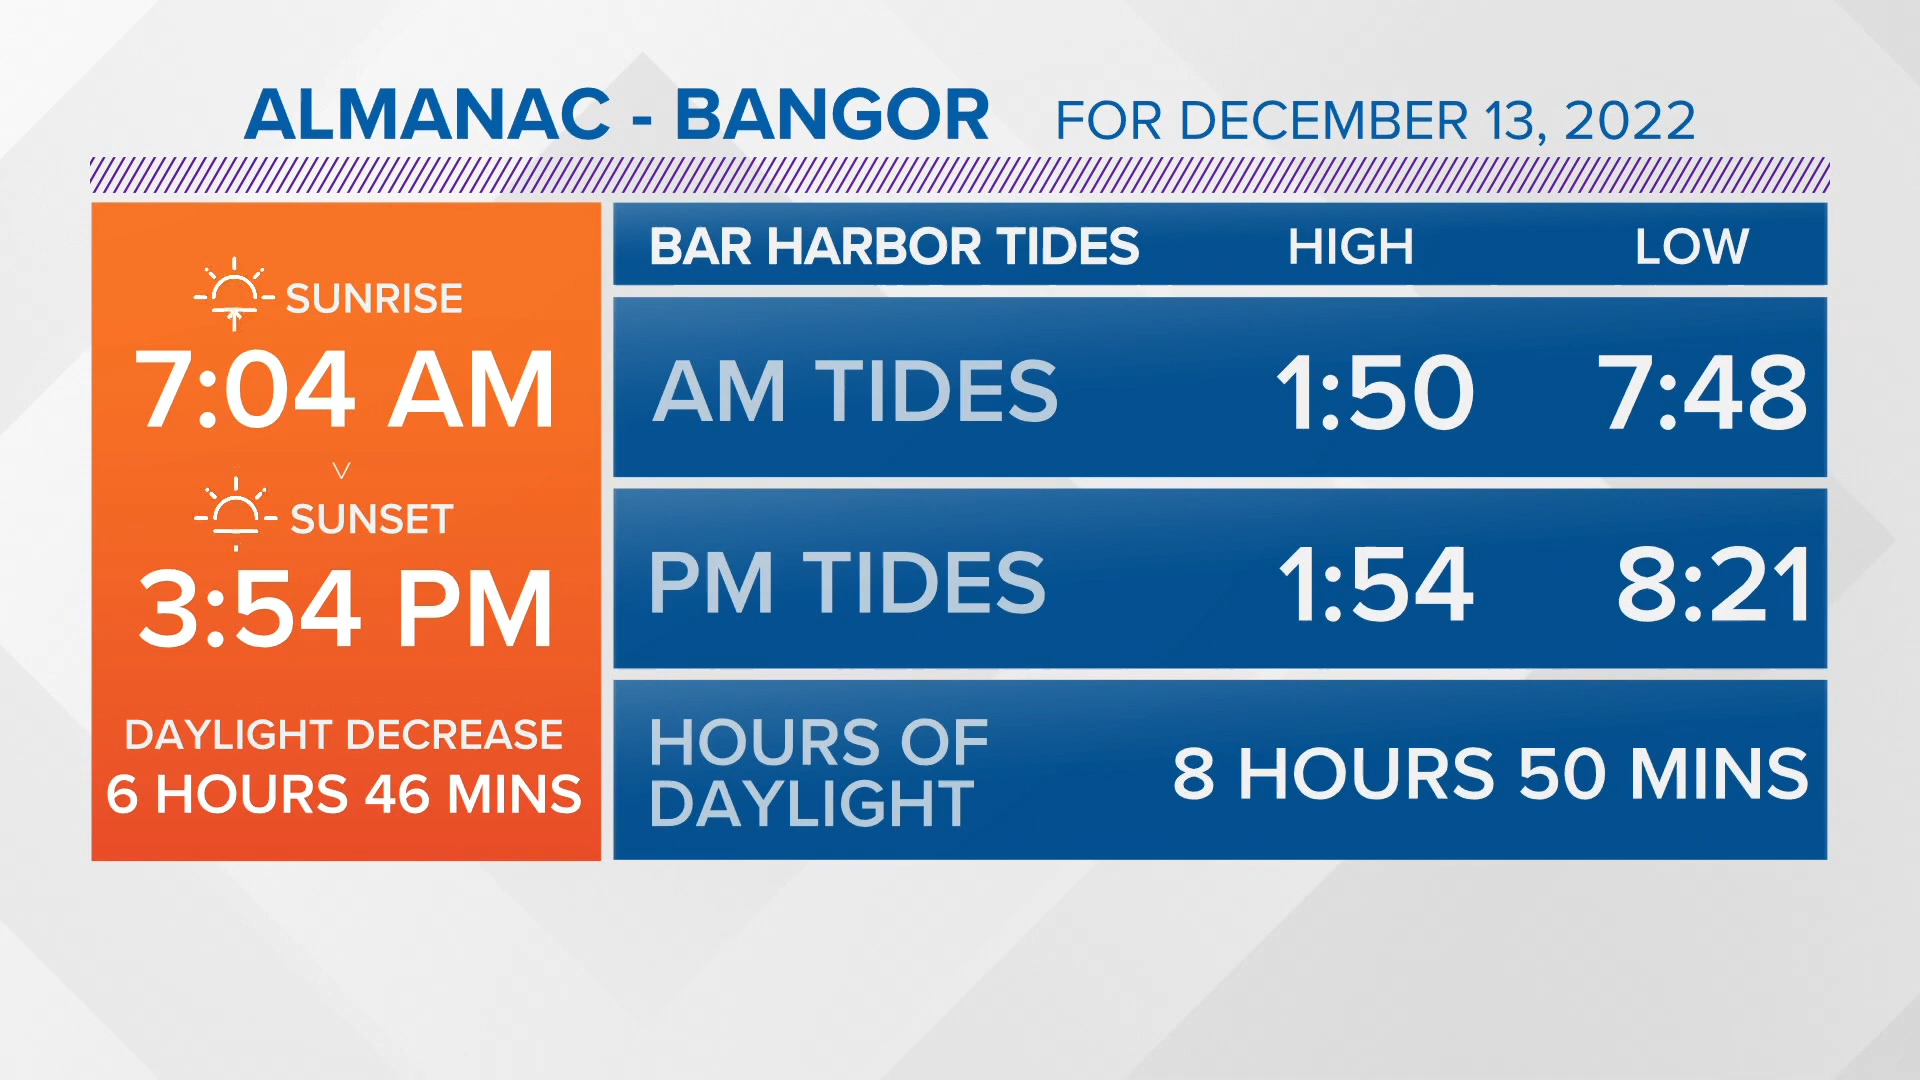 ALMANAC - BANGOR FOR DECEMBER 13, 2022
SUNRISE
7:04 AM
SUNSET
3:54 PM
DAYLIGHT DECREASE
6 HOURS 46 MINS
BAR HARBOR TIDES HIGH LOW
AM TIDES 1:50 7:48
PM TIDES 1:54 8:21
HOURS OF
DAYLIGHT
8 HOURS 50 MINS